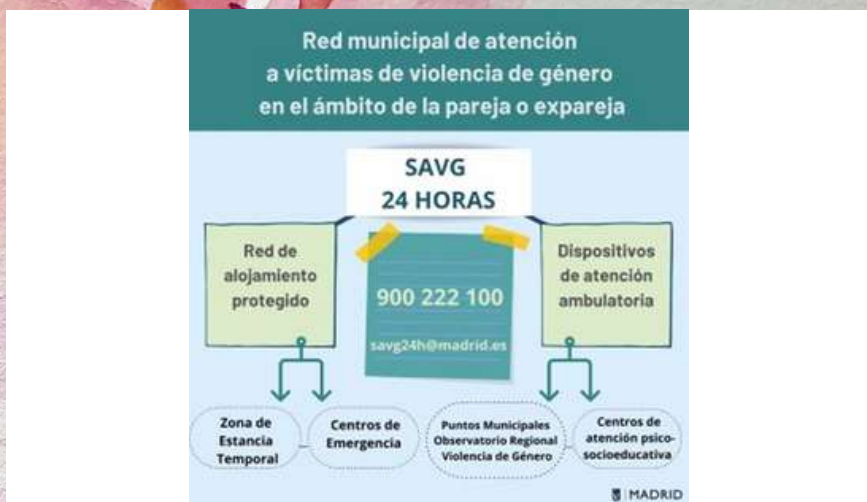 Red municipal de atención
a víctimas de violencia de género
en el ámbito de la pareja o expareja
SAVG
24 HORAS
Red de
alojamiento
protegido
900 222 100
savg24h@madrid.es
Dispositivos
de atención
ambulatoria
Zona de
Estancia
Temporal
Centros de
Emergencia
Puntos Municipales
Observatorio Regional
Violencia de Género
Centros de
atención psico-
socioeducativa
MADRID